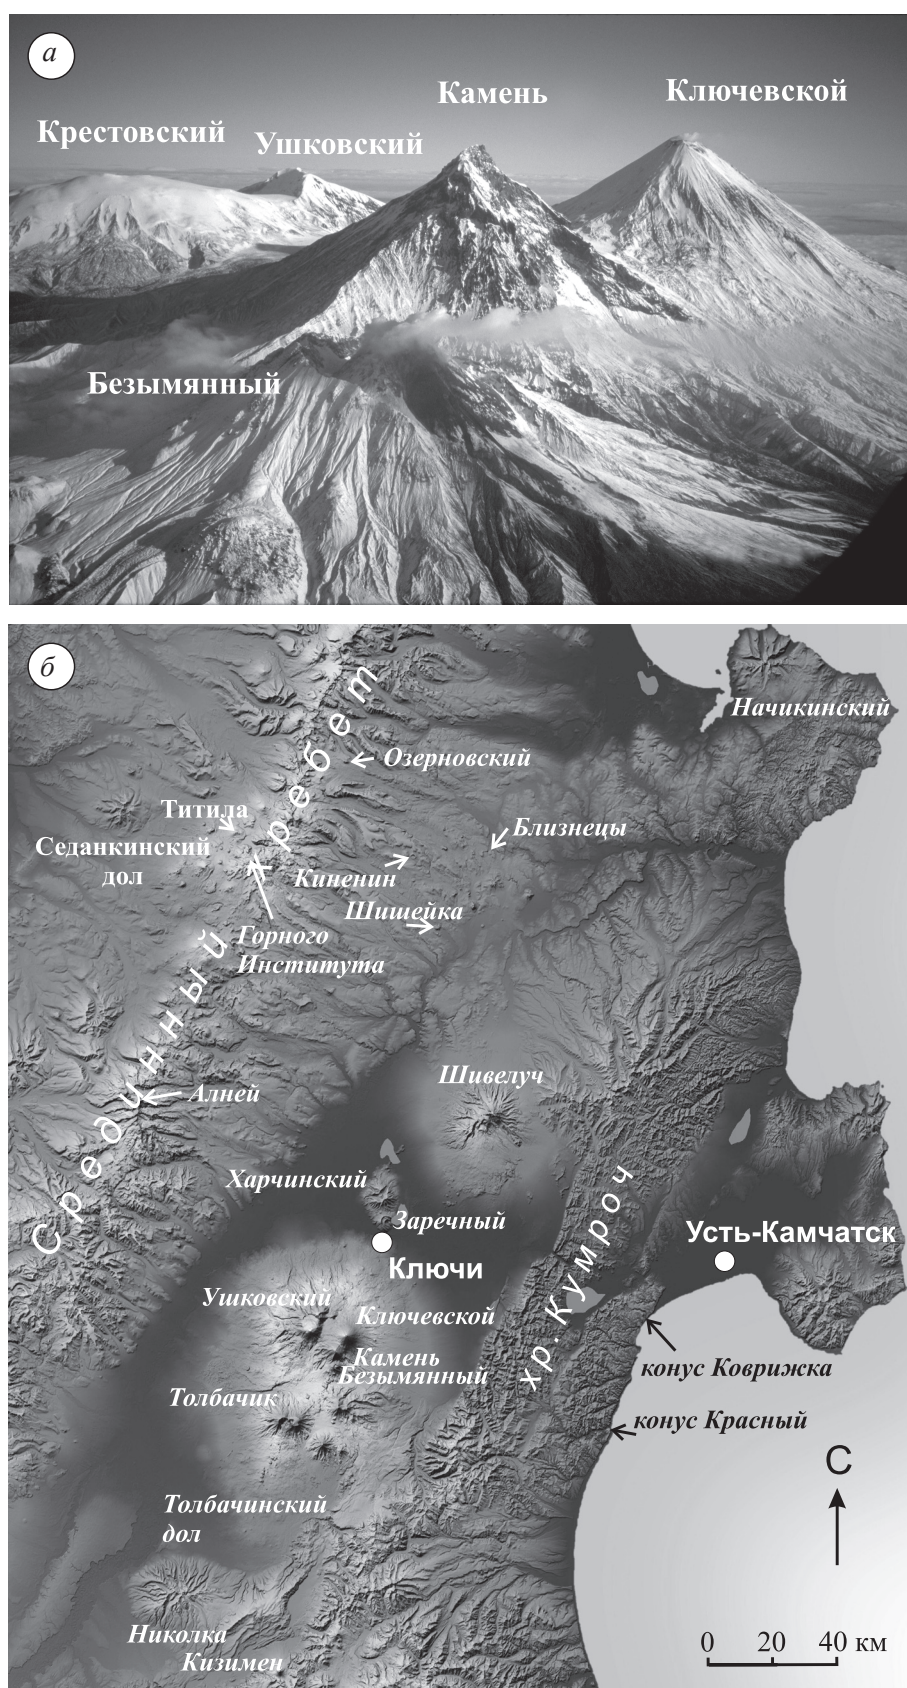 а
Камень
Ключевской
Крестовский
Ушковский
Безымянный
б
Начикинский
Озерновский
Титила
Близнецы
Седанкинский
дол
Киненин
Шишейка
Горного
Института
Срединный хребет
Шивелуч
Алней
Харчинский
Заречный
Усть-Камчатск
Ключи
хр. Кумроч
Ушковский
Ключевской
Камень
Безымянный
конус Коврижка
Толбачик
конус Красный
С
Толбачинский
дол
Николка
Кизимен
0 20 40 км